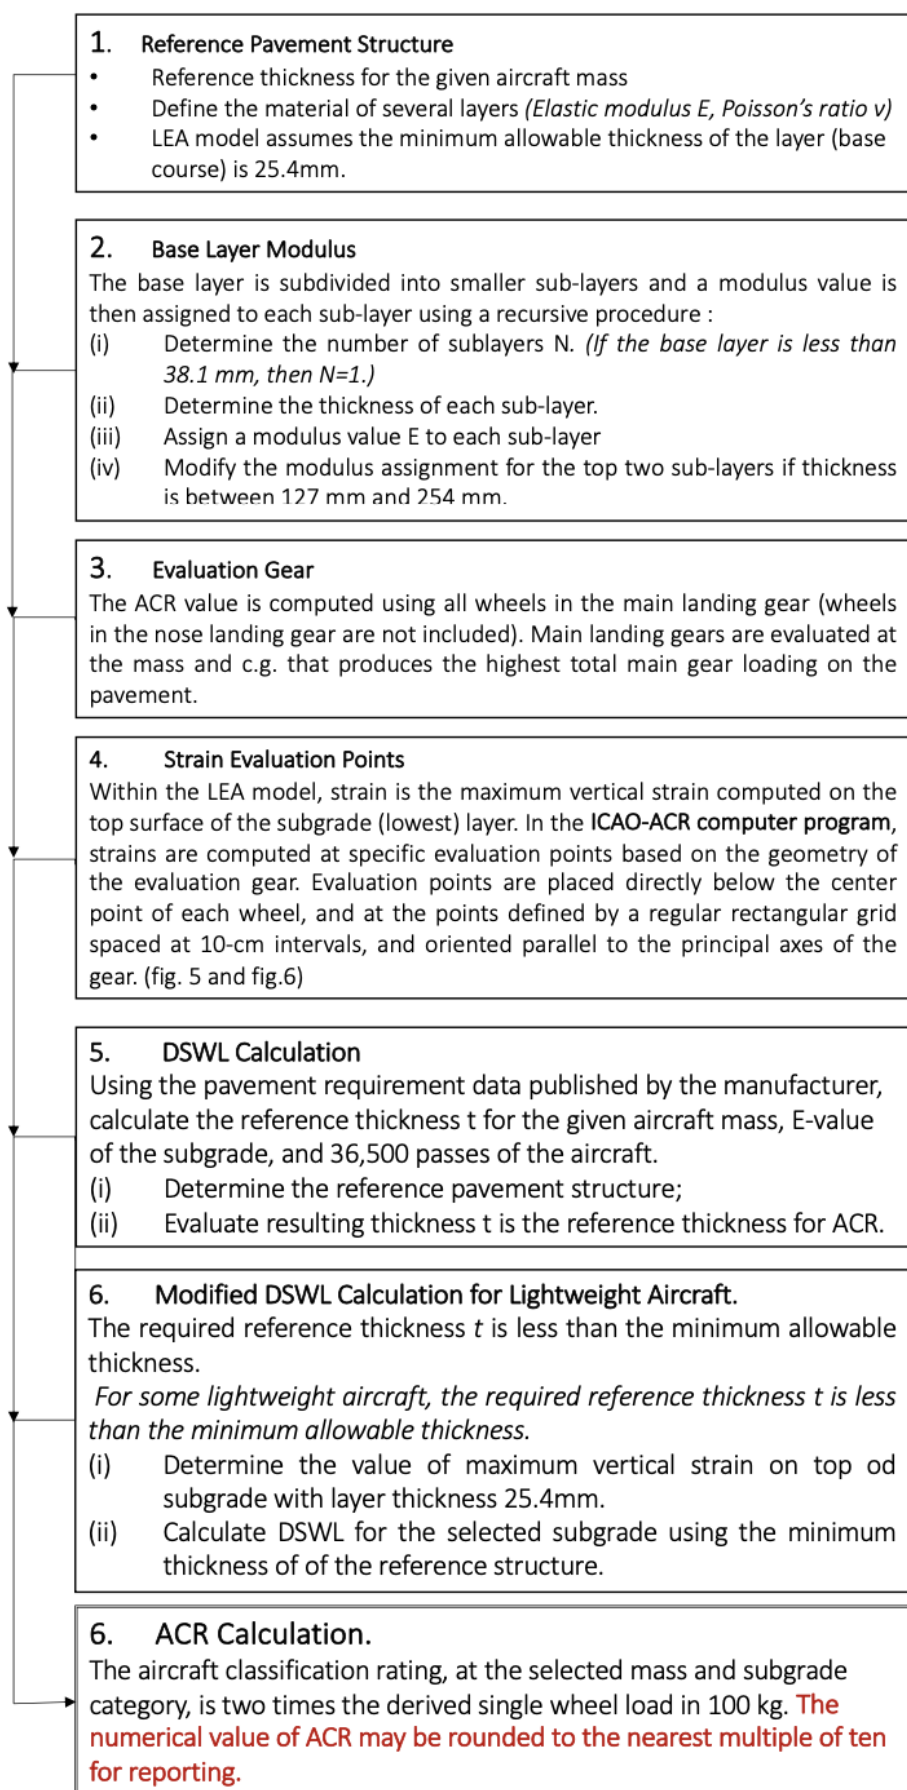 1. Reference Pavement Structure
• Reference thickness for the given aircraft mass
• Define the material of several layers (Elastic modulus E, Poisson's ratio ν)
• LEA model assumes the minimum allowable thickness of the layer (base
course) is 25.4mm.
2. Base Layer Modulus
The base layer is subdivided into smaller sub-layers and a modulus value is
then assigned to each sub-layer using a recursive procedure :
(i) Determine the number of sublayers N. (If the base layer is less than
38.1 mm, then N=1.)
(ii) Determine the thickness of each sub-layer.
(iii) Assign a modulus value E to each sub-layer
(iv) Modify the modulus assignment for the top two sub-layers if thickness
is between 127 mm and 254 mm.
3. Evaluation Gear
The ACR value is computed using all wheels in the main landing gear (wheels
in the nose landing gear are not included). Main landing gears are evaluated at
the mass and c.g. that produces the highest total main gear loading on the
pavement.
4. Strain Evaluation Points
Within the LEA model, strain is the maximum vertical strain computed on the
top surface of the subgrade (lowest) layer. In the ICAO-ACR computer program,
strains are computed at specific evaluation points based on the geometry of
the evaluation gear. Evaluation points are placed directly below the center
point of each wheel, and at the points defined by a regular rectangular grid
spaced at 10-cm intervals, and oriented parallel to the principal axes of the
gear. (fig. 5 and fig.6)
5. DSWL Calculation
Using the pavement requirement data published by the manufacturer,
calculate the reference thickness t for the given aircraft mass, E-value
of the subgrade, and 36,500 passes of the aircraft.
(i) Determine the reference pavement structure;
(ii) Evaluate resulting thickness t is the reference thickness for ACR.
6. Modified DSWL Calculation for Lightweight Aircraft.
The required reference thickness t is less than the minimum allowable
thickness.
For some lightweight aircraft, the required reference thickness t is less
than the minimum allowable thickness.
(i) Determine the value of maximum vertical strain on top od
subgrade with layer thickness 25.4mm.
(ii) Calculate DSWL for the selected subgrade using the minimum
thickness of of the reference structure.
6. ACR Calculation.
The aircraft classification rating, at the selected mass and subgrade
category, is two times the derived single wheel load in 100 kg. The
numerical value of ACR may be rounded to the nearest multiple of ten
for reporting.